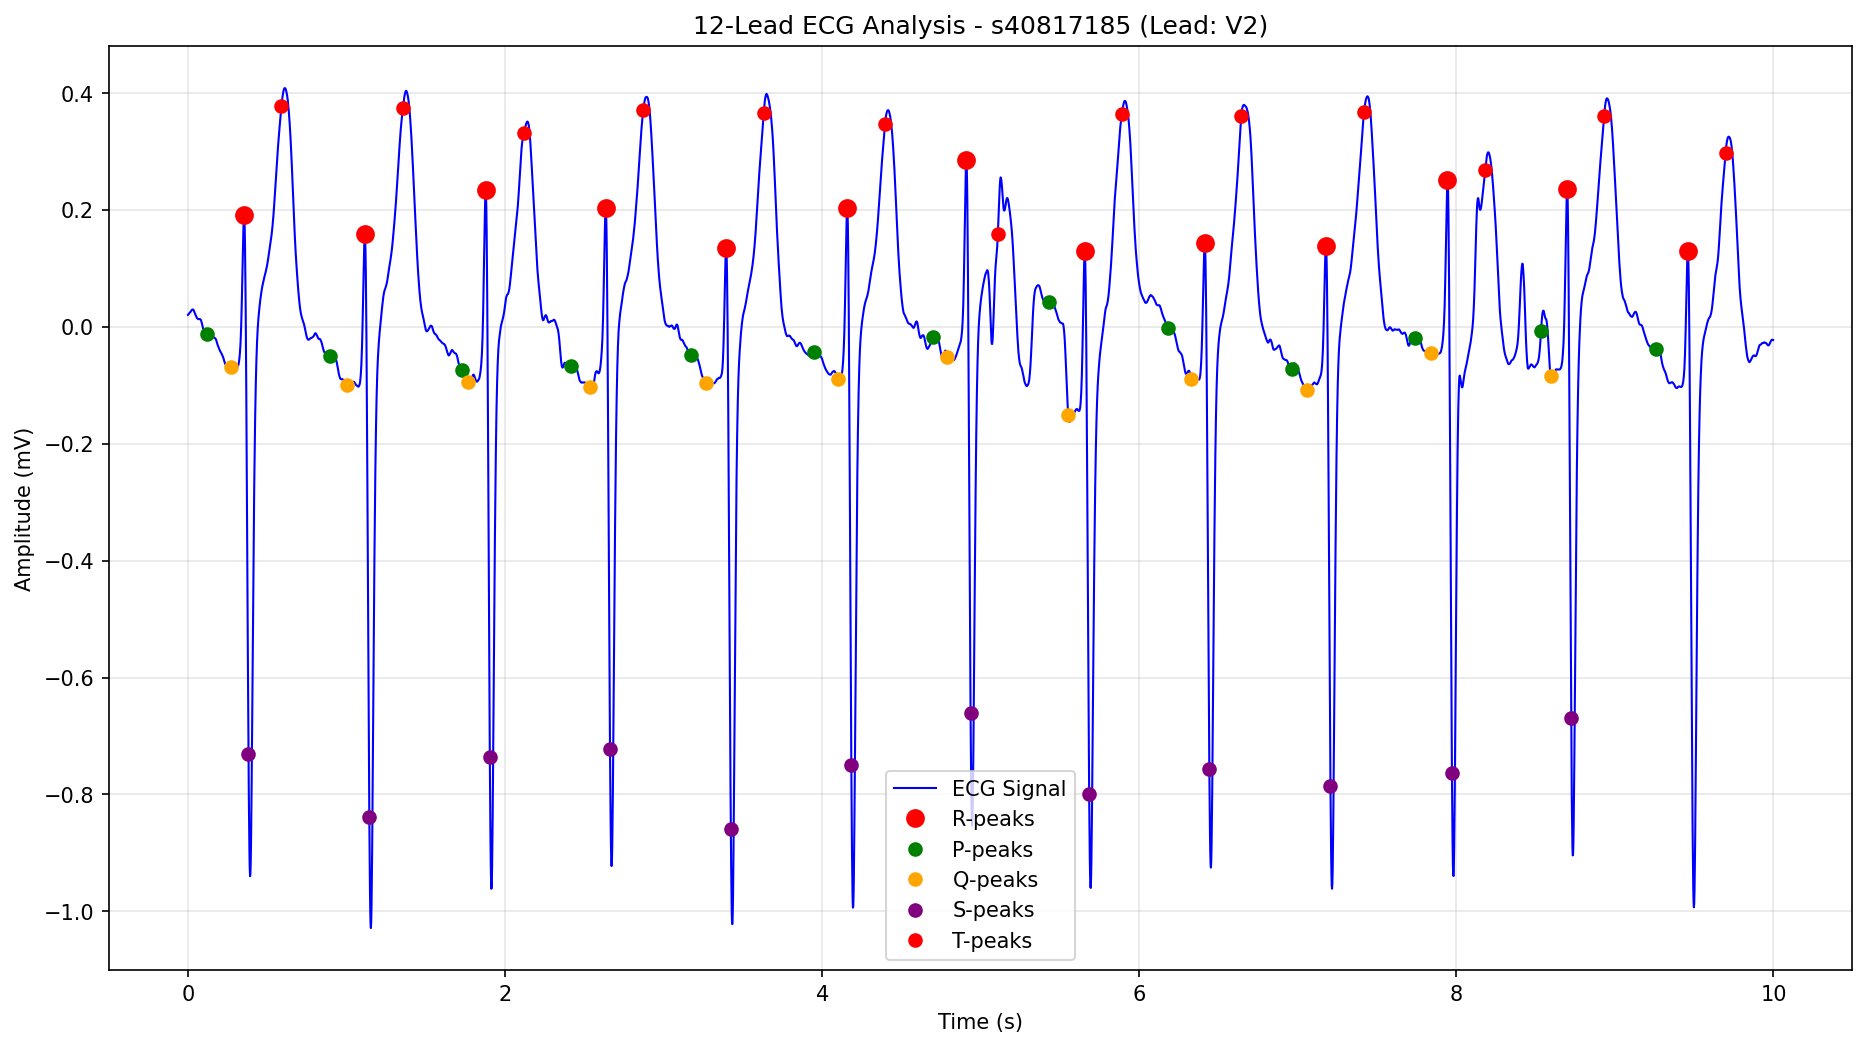 12-Lead ECG Analysis - s40817185 (Lead: V2)
0.4
0.2
0.0
−0.2
−0.4
−0.6
−0.8
−1.0
Amplitude (mV)
ECG Signal
R-peaks
P-peaks
Q-peaks
S-peaks
T-peaks
0 2 4 6 8 10
Time (s)